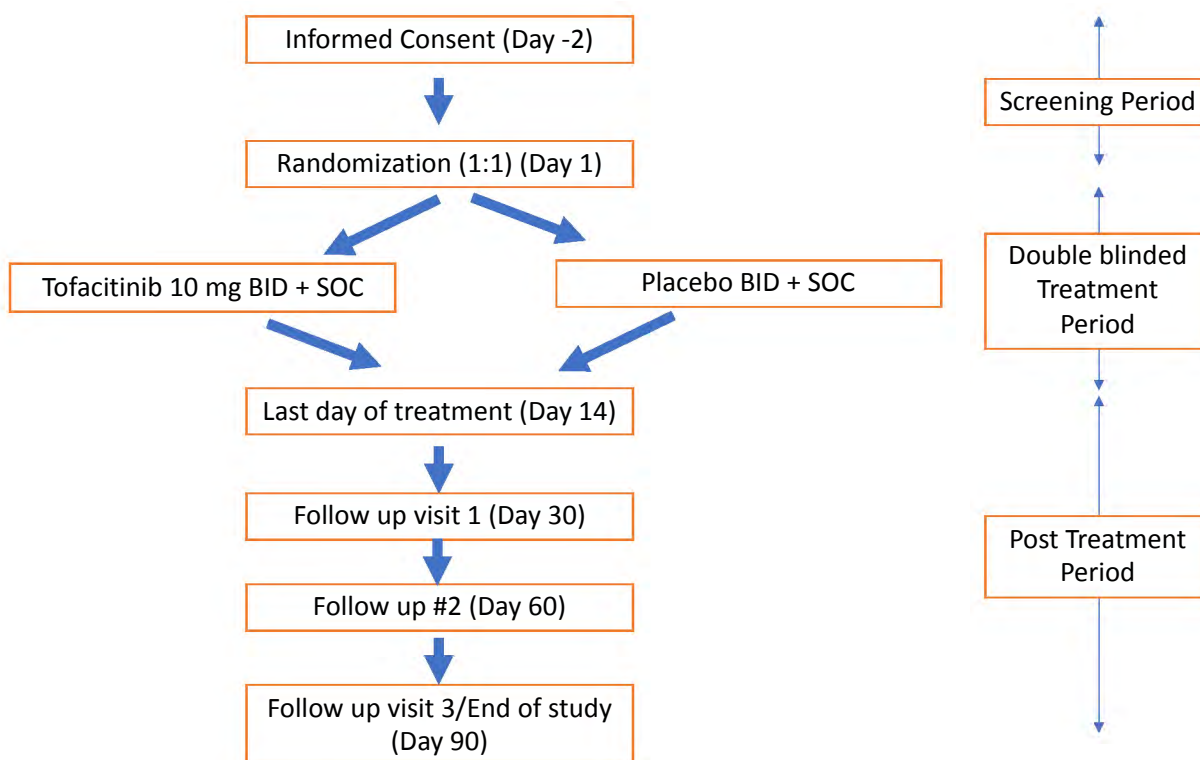 Informed Consent (Day -2)
Screening Period
Randomization (1:1) (Day 1)
Tofacitinib 10 mg BID + SOC
Placebo BID + SOC
Double blinded
Treatment
Period
Last day of treatment (Day 14)
Follow up visit 1 (Day 30)
Post Treatment
Period
Follow up #2 (Day 60)
Follow up visit 3/End of study
(Day 90)